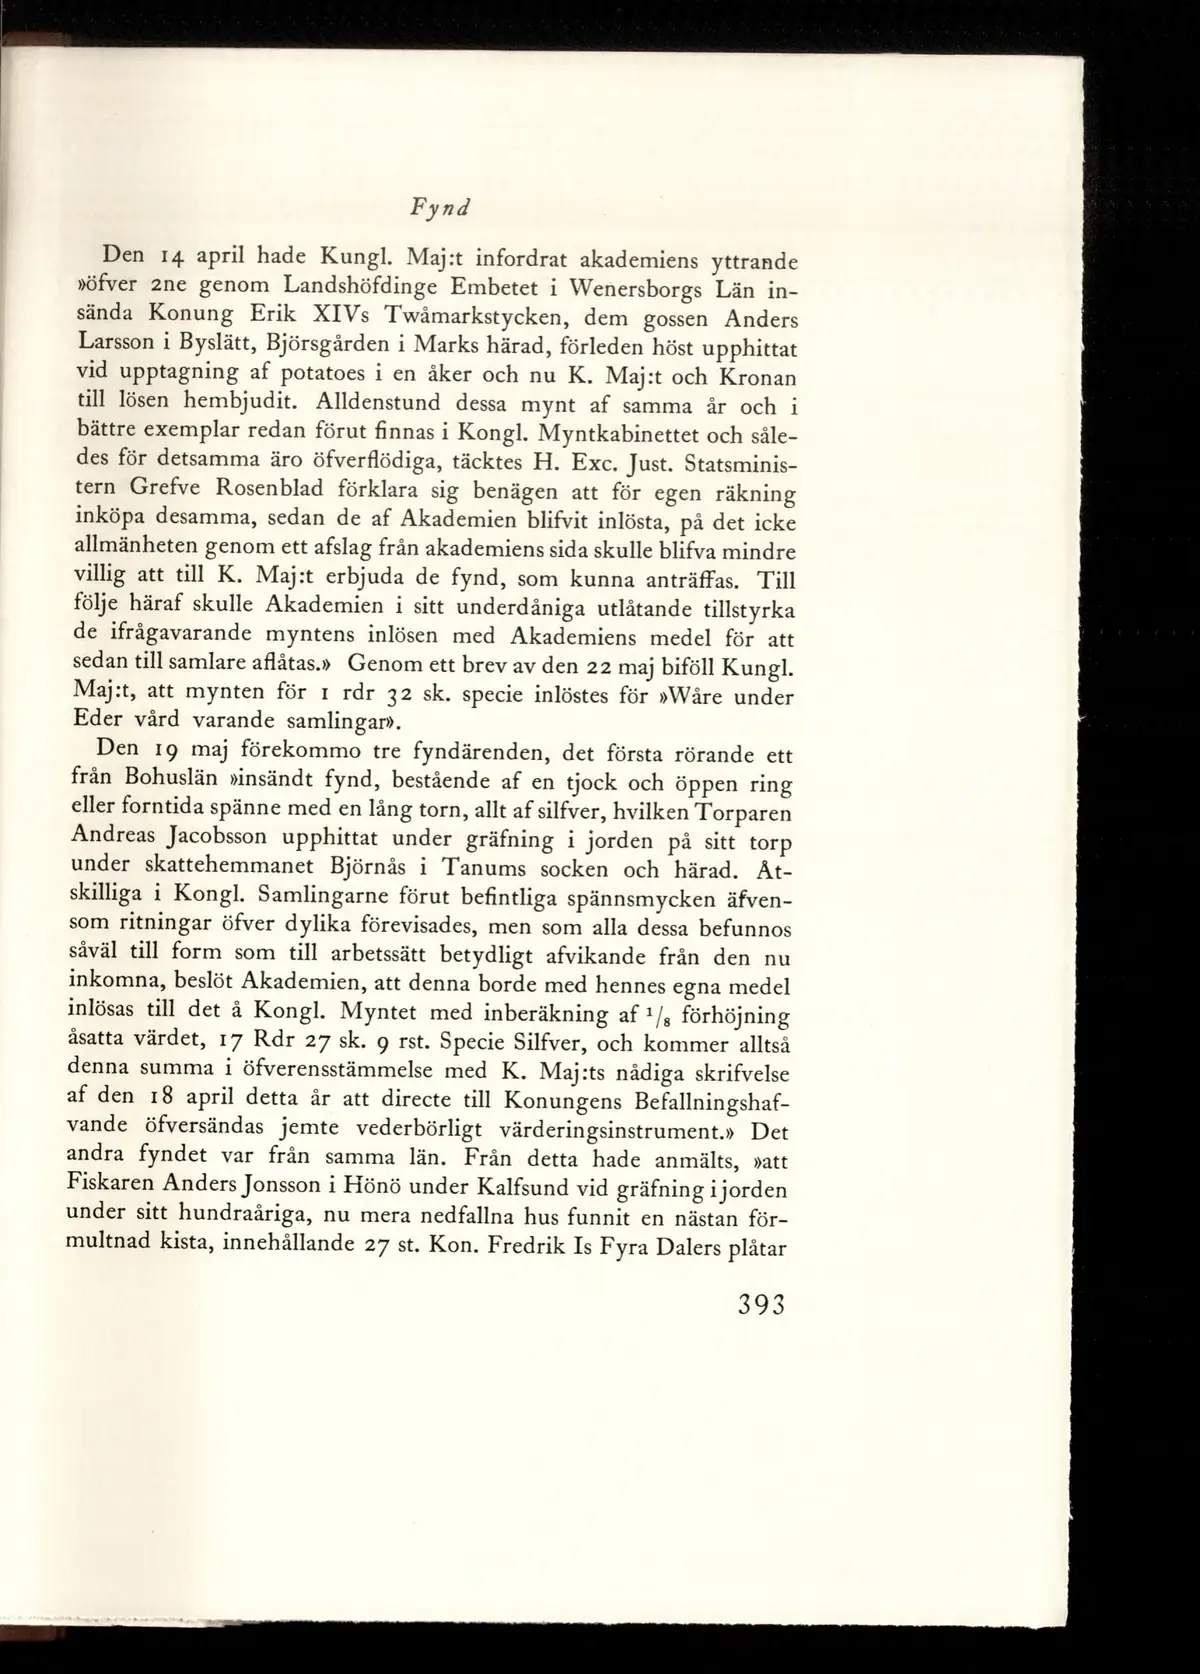 Fynd
Den 14 april hade Kungl. Maj:t infordrat akademiens yttrande
»öfver 2ne genom Landshöfdinge Embetet i Wenersborgs Län in-
sända Konung Erik XIVs Twåmarkstycken, dem gossen Anders
Larsson i Byslätt, Björsgården i Marks härad, förleden höst upphittat
vid upptagning af potatoes i en åker och nu K. Maj:t och Kronan
till lösen hembjudit. Alldenstund dessa mynt af samma år och i
bättre exemplar redan förut finnas i Kongl. Myntkabinettet och såle-
des för detsamma äro öfverflödiga, täcktes H. Exc. Just. Statsminis-
tern Grefve Rosenblad förklara sig benägen att för egen räkning
inköpa desamma, sedan de af Akademien blifvit inlösta, på det icke
allmänheten genom ett afslag från akademiens sida skulle blifva mindre
villig att till K. Maj:t erbjuda de fynd, som kunna anträffas. Till
följe häraf skulle Akademien i sitt underdåniga utlåtande tillstyrka
de ifrågavarande myntens inlösen med Akademiens medel för att
sedan till samlare aflåtas.» Genom ett brev av den 22 maj biföll Kungl.
Maj:t, att mynten för 1 rdr 32 sk. specie inlöstes för »Wåre under
Eder vård varande samlingar».
Den 19 maj förekommo tre fyndärenden, det första rörande ett
från Bohuslän »insändt fynd, bestående af en tjock och öppen ring
eller forntida spänne med en lång torn, allt af silfver, hvilken Torparen
Andreas Jacobsson upphittat under gräfning i jorden på sitt torp
under skattehemmanet Björnås i Tanums socken och härad. Åt-
skilliga i Kongl. Samlingarne förut befintliga spännsmycken äfven-
som ritningar öfver dylika förevisades, men som alla dessa befunnos
såväl till form som till arbetssätt betydligt afvikande från den nu
inkomna, beslöt Akademien, att denna borde med hennes egna medel
inlösas till det å Kongl. Myntet med inberäkning af 1/8 förhöjning
åsatta värdet, 17 Rdr 27 sk. 9 rst. Specie Silfver, och kommer alltså
denna summa i öfverensstämmelse med K. Maj:ts nådiga skrifvelse
af den 18 april detta år att directe till Konungens Befallningshaf-
vande öfversändas jemte vederbörligt värderingsinstrument.» Det
andra fyndet var från samma län. Från detta hade anmälts, »att
Fiskaren Anders Jonsson i Hönö under Kalfsund vid gräfning i jorden
under sitt hundraåriga, nu mera nedfallna hus funnit en nästan för-
multnad kista, innehållande 27 st. Kon. Fredrik Is Fyra Dalers plåtar
393